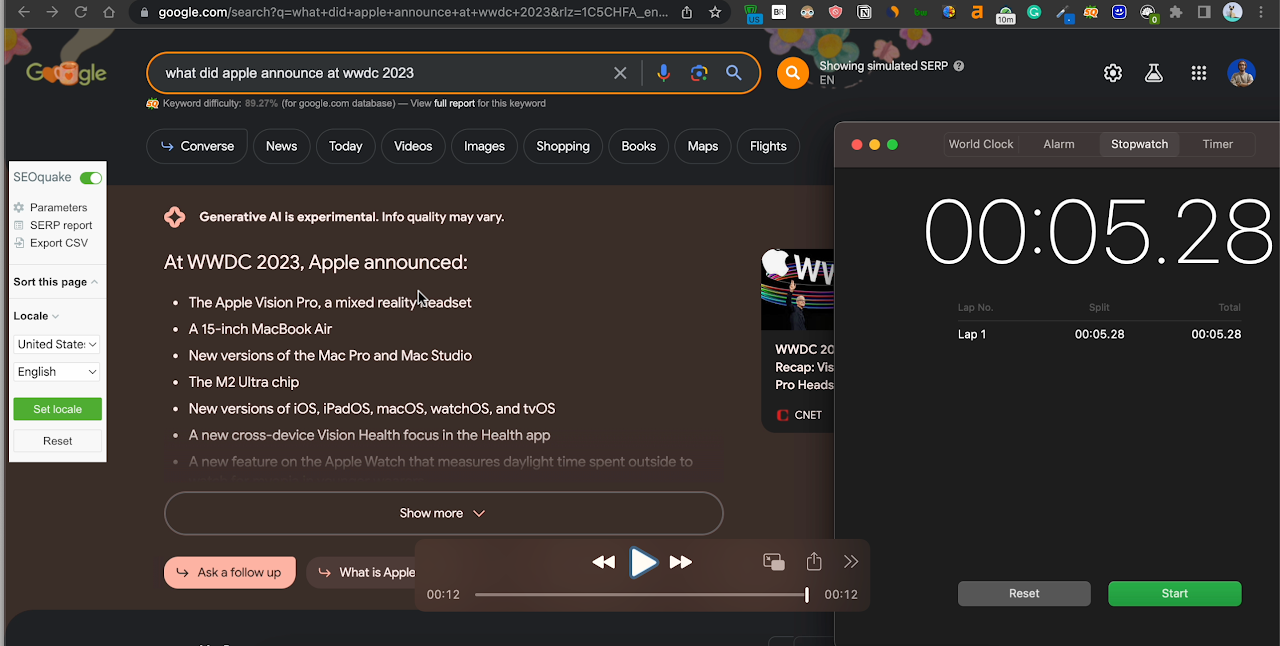 google.com/search?q=what+did+apple+announce+at+wwdc+2023&rlz=1C5CHFA_en...
US
BR
10m
SQ
0
Google
what did apple announce at wwdc 2023
Showing simulated SERP
EN
SQ Keyword difficulty: 89.27% (for google.com database) — View full report for this keyword
Converse
News
Today
Videos
Images
Shopping
Books
Maps
Flights
SEOquake
Parameters
SERP report
Export CSV
Sort this page
Locale
United States
English
Set locale
Reset
Generative AI is experimental. Info quality may vary.
At WWDC 2023, Apple announced:
• The Apple Vision Pro, a mixed reality headset
• A 15-inch MacBook Air
• New versions of the Mac Pro and Mac Studio
• The M2 Ultra chip
• New versions of iOS, iPadOS, macOS, watchOS, and tvOS
• A new cross-device Vision Health focus in the Health app
• A new feature on the Apple Watch that measures daylight time spent outside to
Show more
Ask a follow up
What is Apple
WW
WWDC 20
Recap: Vis
Pro Heads
CNET
00:12
00:12
World Clock
Alarm
Stopwatch
Timer
00:05.28
Lap No.
Split
Total
Lap 1
00:05.28
00:05.28
Reset
Start